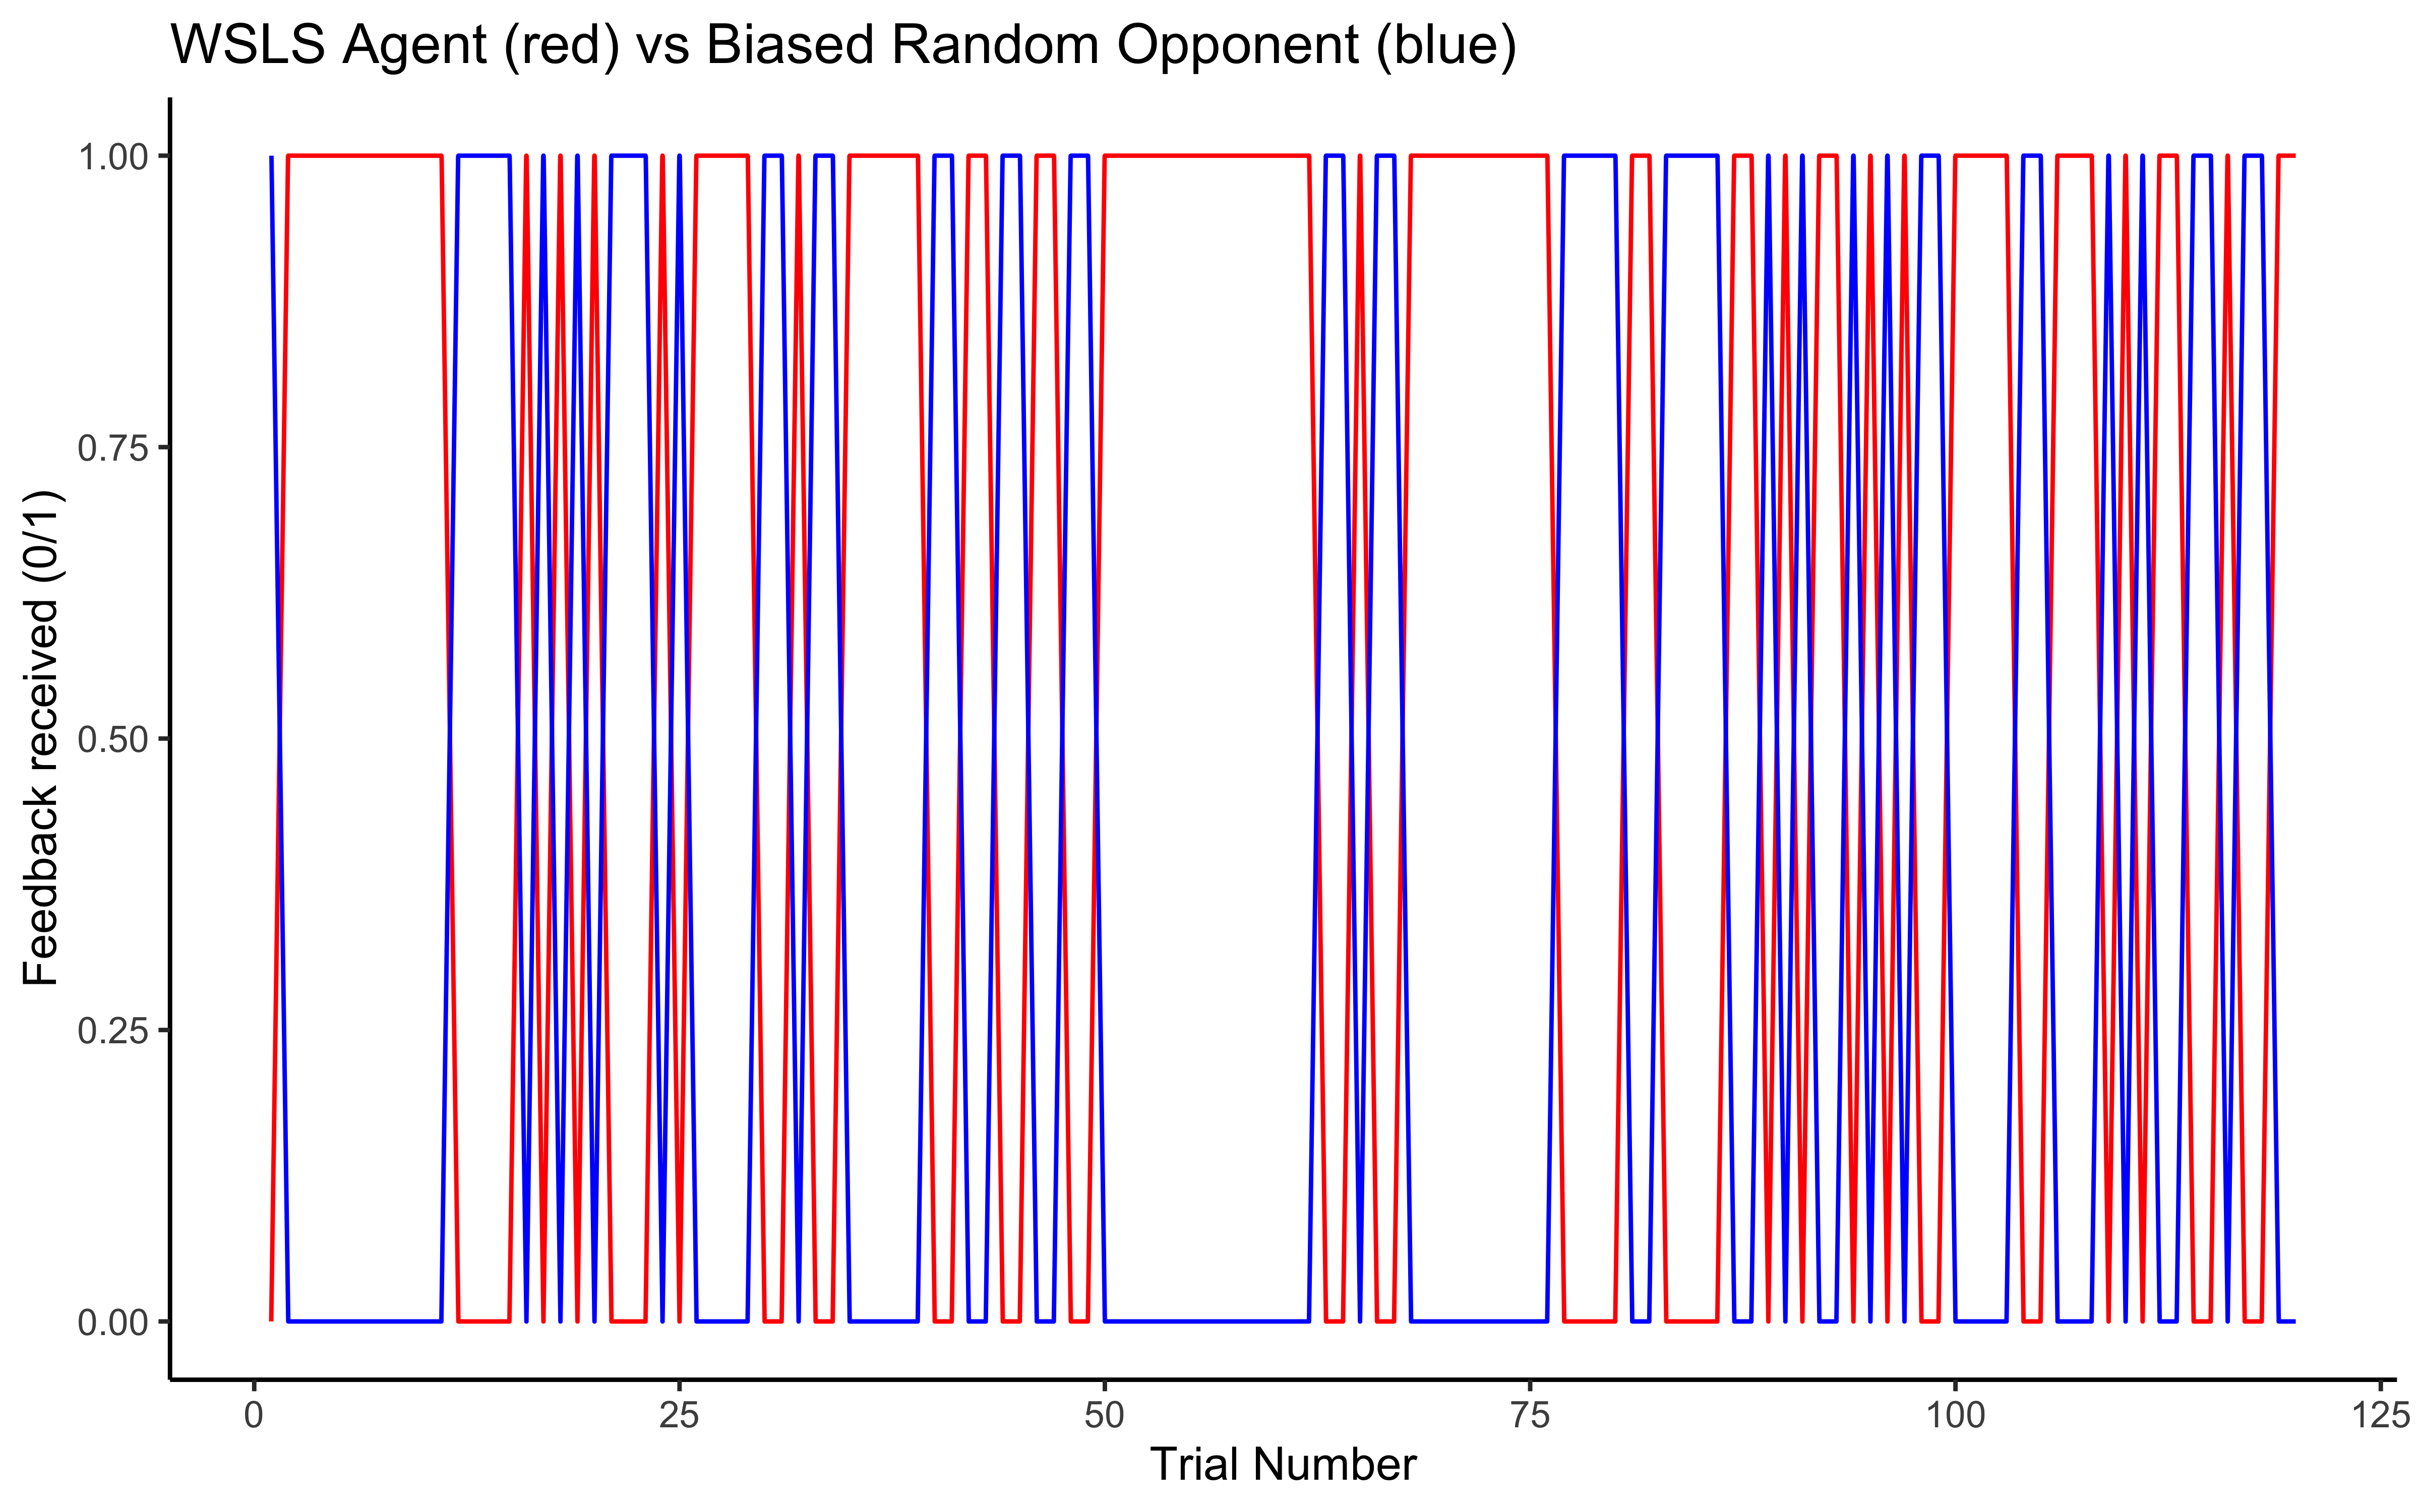 WSLS Agent (red) vs Biased Random Opponent (blue)
Feedback received (0/1)
1.00
0.75
0.50
0.25
0.00
0 25 50 75 100 125
Trial Number